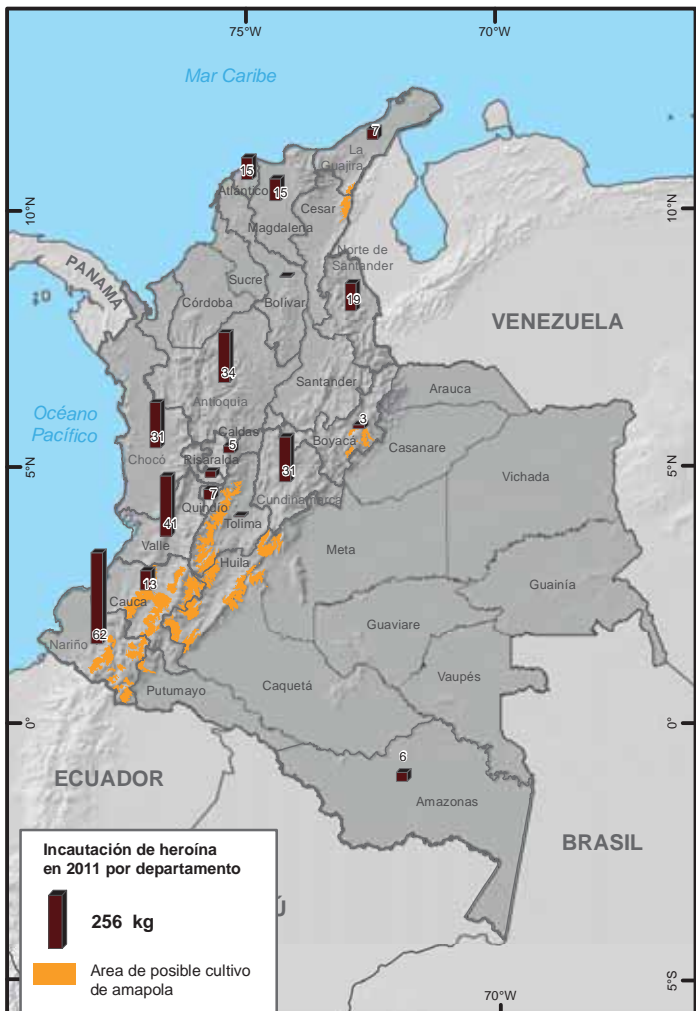 75°W
70°W
Mar Caribe
7
La
Guajira
15
Atlántico
15
10°N
10°N
Cesar
Magdalena
PANAMÁ
Norte de
Santander
Sucre
Córdoba
Bolívar
19
VENEZUELA
34
Santander
Antioquia
Arauca
Océano
Pacífico
31
3
Caldas
5
Boyacá
Casanare
Chocó
Risaralda
31
5°N
5°N
Vichada
7
Cundinamarca
Quindío
41
Tolima
Valle
Meta
Huila
13
Guainía
Cauca
62
Guaviare
Nariño
Vaupés
Caquetá
Putumayo
0°
0°
6
ECUADOR
Amazonas
BRASIL
Incautación de heroína
en 2011 por departamento
Ú
256 kg
Area de posible cultivo
de amapola
5°S
70°W